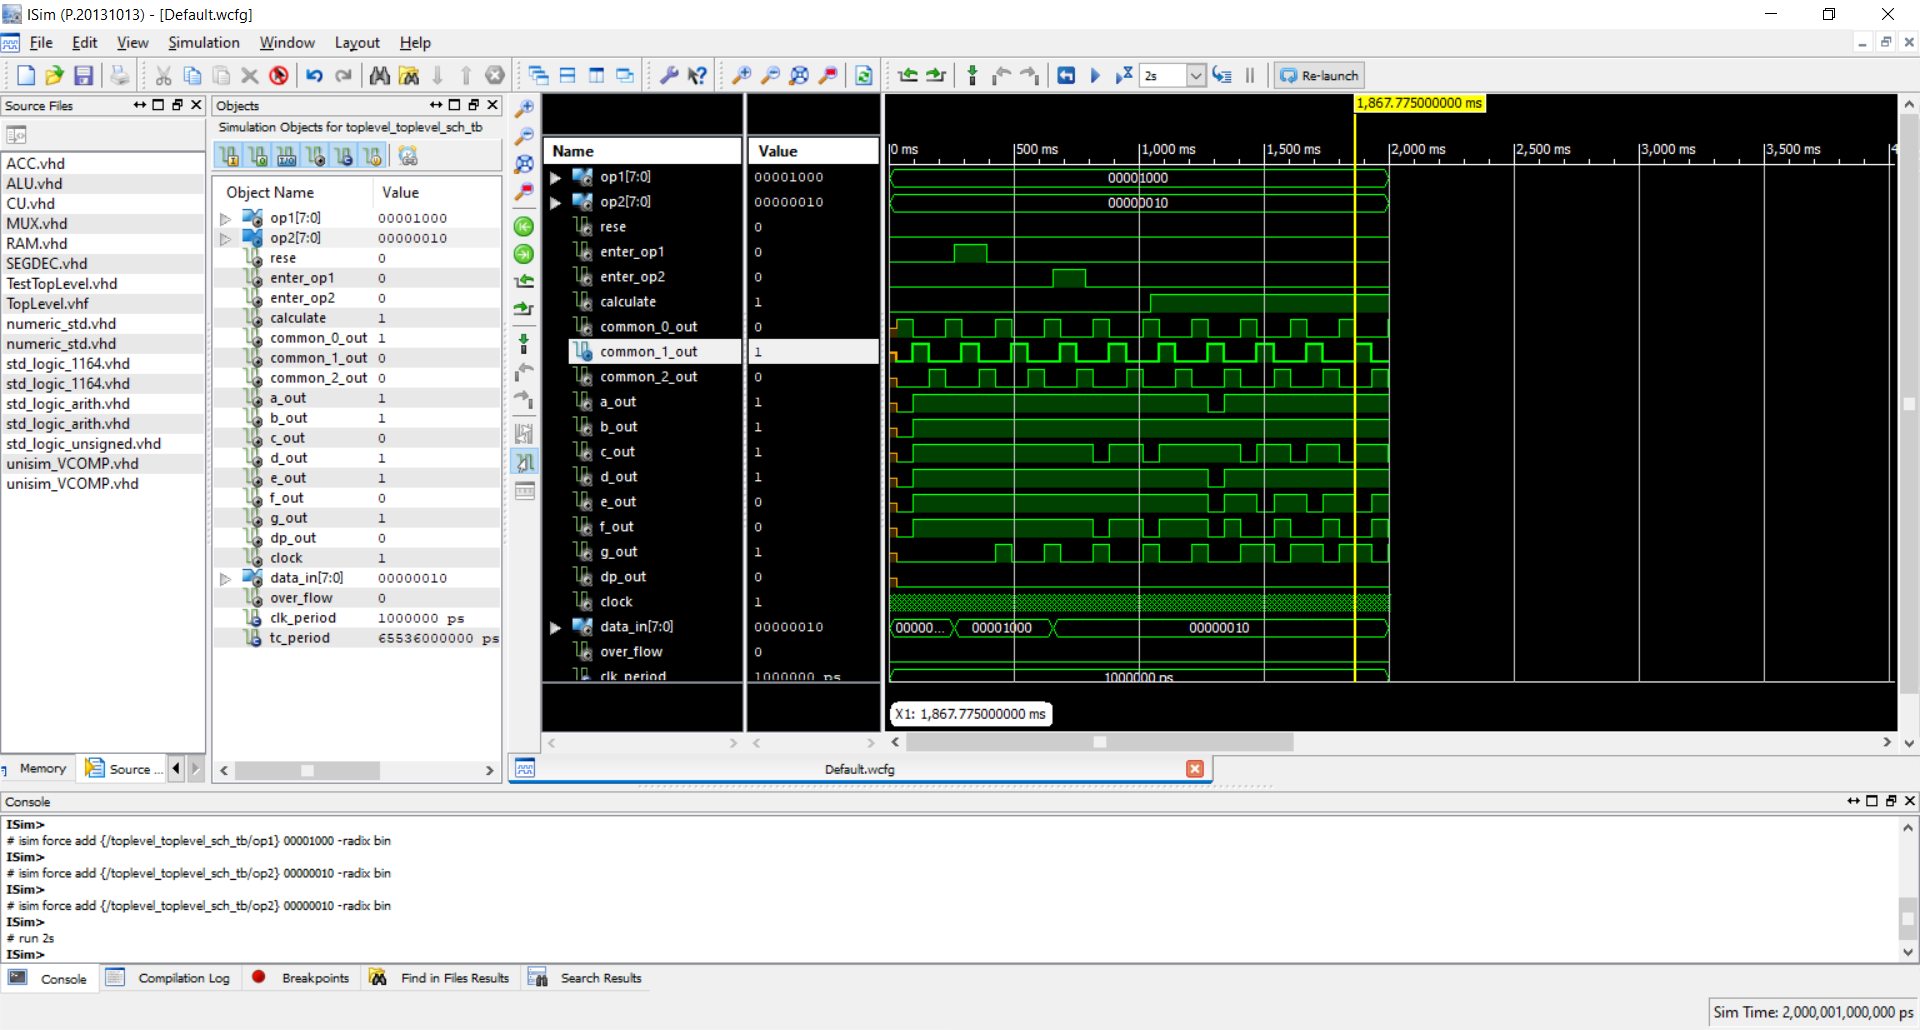 ISim (P.20131013) - [Default.wcfg]
File Edit View Simulation Window Layout Help
2s
Re-launch
Source Files
ACC.vhd
ALU.vhd
CU.vhd
MUX.vhd
RAM.vhd
SEGDEC.vhd
TestTopLevel.vhd
TopLevel.vhf
numeric_std.vhd
numeric_std.vhd
std_logic_1164.vhd
std_logic_1164.vhd
std_logic_arith.vhd
std_logic_arith.vhd
std_logic_unsigned.vhd
unisim_VCOMP.vhd
unisim_VCOMP.vhd
Memory
Source ...
Objects
Simulation Objects for toplevel_toplevel_sch_tb
Object Name Value
op1[7:0] 00001000
op2[7:0] 00000010
rese 0
enter_op1 0
enter_op2 0
calculate 1
common_0_out 1
common_1_out 0
common_2_out 0
a_out 1
b_out 1
c_out 0
d_out 1
e_out 1
f_out 0
g_out 1
dp_out 0
clock 1
data_in[7:0] 00000010
over_flow 0
clk_period 1000000 ps
tc_period 65536000000 ps
1,867.775000000 ms
Name Value
0 ms 500 ms 1,000 ms 1,500 ms 2,000 ms 2,500 ms 3,000 ms 3,500 ms 4
op1[7:0] 00001000 00001000
op2[7:0] 00000010 00000010
rese 0
enter_op1 0
enter_op2 0
calculate 1
common_0_out 0
common_1_out 1
common_2_out 0
a_out 1
b_out 1
c_out 1
d_out 1
e_out 0
f_out 0
g_out 1
dp_out 0
clock 1
data_in[7:0] 00000010 00000... 00001000 00000010
over_flow 0
clk_period 1000000 ps 1000000 ps
X1: 1,867.775000000 ms
Default.wcfg
Console
ISim>
# isim force add {/toplevel_toplevel_sch_tb/op1} 00001000 -radix bin
ISim>
# isim force add {/toplevel_toplevel_sch_tb/op2} 00000010 -radix bin
ISim>
# isim force add {/toplevel_toplevel_sch_tb/op2} 00000010 -radix bin
ISim>
# run 2s
ISim>
Console Compilation Log Breakpoints Find in Files Results Search Results
Sim Time: 2,000,001,000,000 ps